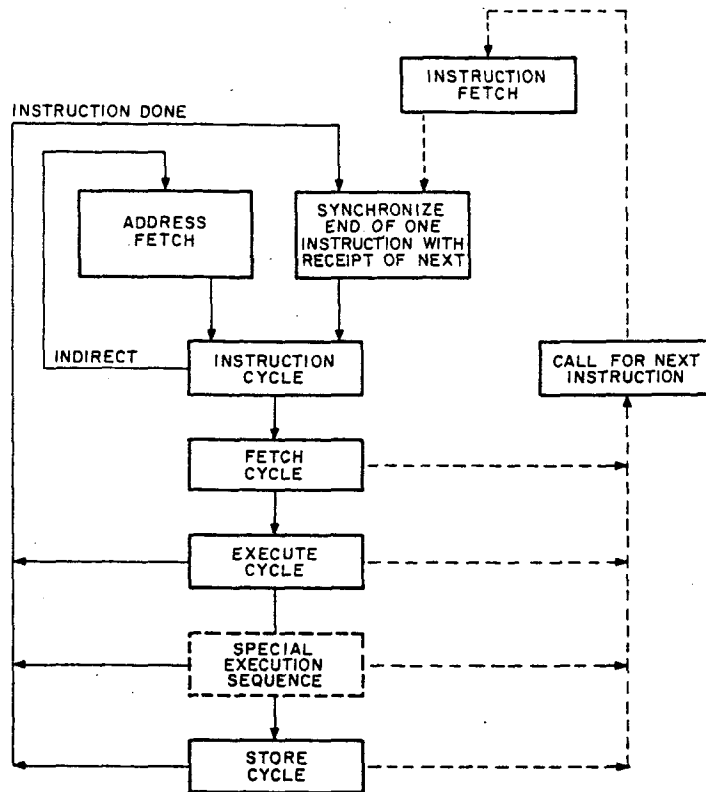 INSTRUCTION
FETCH
INSTRUCTION DONE
ADDRESS
FETCH
SYNCHRONIZE
END OF ONE
INSTRUCTION WITH
RECEIPT OF NEXT
INDIRECT
INSTRUCTION
CYCLE
CALL FOR NEXT
INSTRUCTION
FETCH
CYCLE
EXECUTE
CYCLE
SPECIAL
EXECUTION
SEQUENCE
STORE
CYCLE